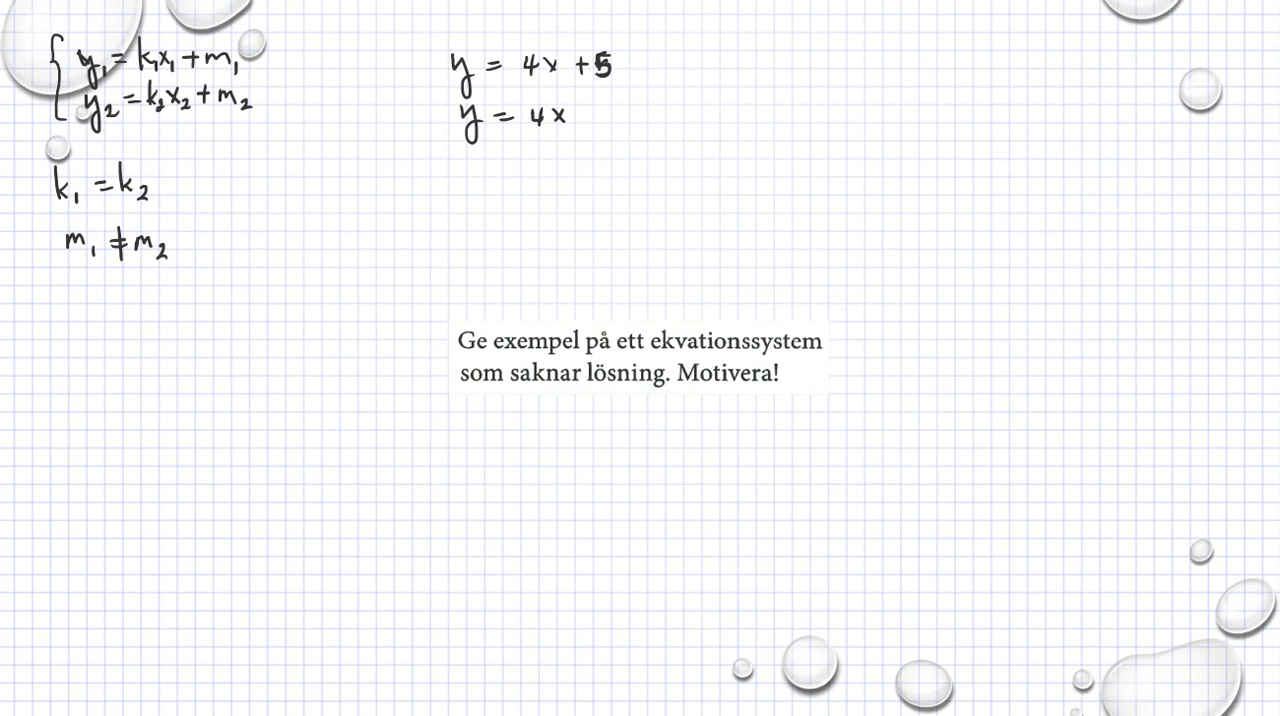 y₁ = k₁x₁ + m₁
y₂ = k₂x₂ + m₂
k₁ = k₂
m₁ ≠ m₂
y = 4x + 5
y = 4x
Ge exempel på ett ekvationssystem
som saknar lösning. Motivera!